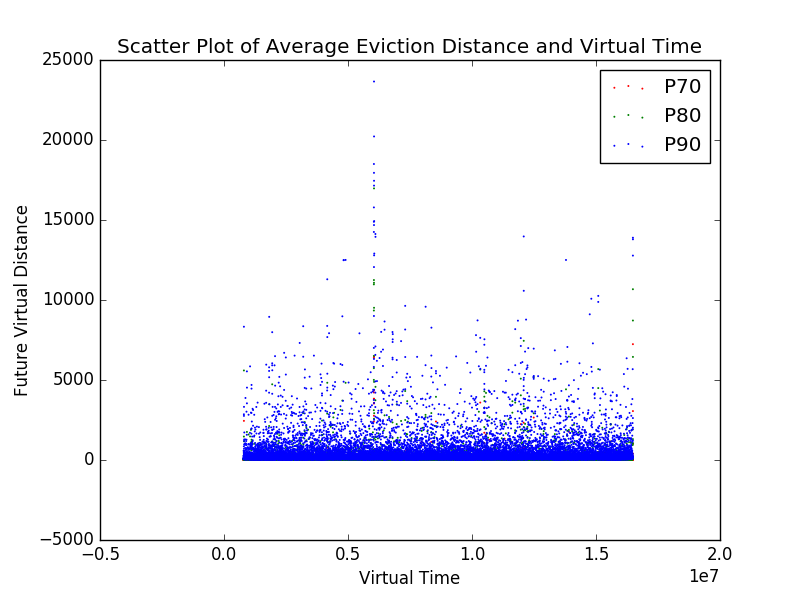 Scatter Plot of Average Eviction Distance and Virtual Time
25000
20000
15000
10000
5000
0
−5000
Future Virtual Distance
P70
P80
P90
−0.5
0.0
0.5
1.0
1.5
2.0
1e7
Virtual Time